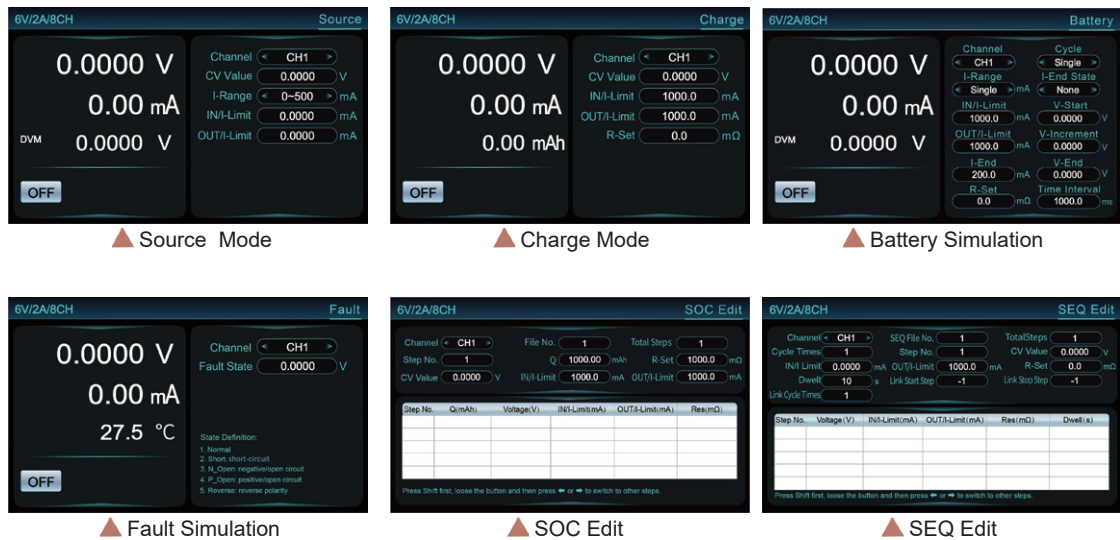 6V/2A/8CH Source
0.0000 V
0.00 mA
DVM 0.0000 V
OFF
Channel < CH1 >
CV Value 0.0000 V
I-Range < 0~500 > mA
IN/I-Limit 0.0000 mA
OUT/I-Limit 0.0000 mA
Source Mode
6V/2A/8CH Charge
0.0000 V
0.00 mA
0.00 mAh
OFF
Channel < CH1 >
CV Value 0.0000 V
IN/I-Limit 1000.0 mA
OUT/I-Limit 1000.0 mA
R-Set 0.0 mΩ
Charge Mode
6V/2A/8CH Battery
0.0000 V
0.00 mA
DVM 0.0000 V
OFF
Channel Cycle
< CH1 > < Single >
I-Range I-End State
< Single > mA < None >
IN/I-Limit V-Start
1000.0 mA 0.0000 V
OUT/I-Limit V-Increment
1000.0 mA 0.0000 V
I-End V-End
200.0 mA 0.0000 V
R-Set Time Interval
0.0 mΩ 1000.0 ms
Battery Simulation
6V/2A/8CH Fault
0.0000 V
0.00 mA
27.5 °C
OFF
Channel < CH1 >
Fault State 0.0000 V
State Definition:
1. Normal
2. Short: short-circuit
3. N_Open: negative/open circuit
4. P_Open: positive/open circuit
5. Reverse: reverse polarity
Fault Simulation
6V/2A/8CH SOC Edit
Channel < CH1 > File No. 1 Total Steps 1
Step No. 1 Q 1000.00 mAh R-Set 1000.0 mΩ
CV Value 0.0000 V IN/I-Limit 1000.0 mA OUT/I-Limit 1000.0 mA
Step No. Q(mAh) Voltage(V) IN/I-Limit(mA) OUT/I-Limit(mA) Res(mΩ)
Press Shift first, loose the button and then press ⬅ or ➡ to switch to other steps.
SOC Edit
6V/2A/8CH SEQ Edit
Channel < CH1 > SEQ File No. 1 TotalSteps 1
Cycle Times 1 Step No. 1 CV Value 0.0000 V
IN/I Limit 0.0000 mA OUT/I-Limit 1000.0 mA R-Set 0.0 mΩ
Dwell 10 s Link Start Step -1 Link Stop Step -1
Link Cycle Times 1
Step No. Voltage(V) IN/I-Limit(mA) OUT/I-Limit(mA) Res(mΩ) Dwell(s)
Press Shift first, loose the button and then press ⬅ or ➡ to switch to other steps.
SEQ Edit